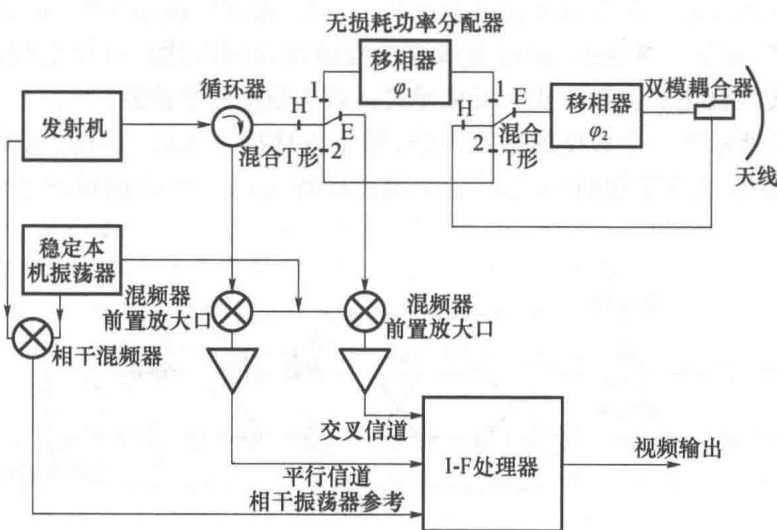 无损耗功率分配器
移相器
φ₁
循环器
发射机
H
1
E
2
混合T形
H
1
E
2
混合
T形
移相器
φ₂
双模耦合器
天线
稳定本
机振荡器
混频器
前置放大口
混频器
前置放大口
相干混频器
交叉信道
I-F处理器
视频输出
平行信道
相干振荡器参考